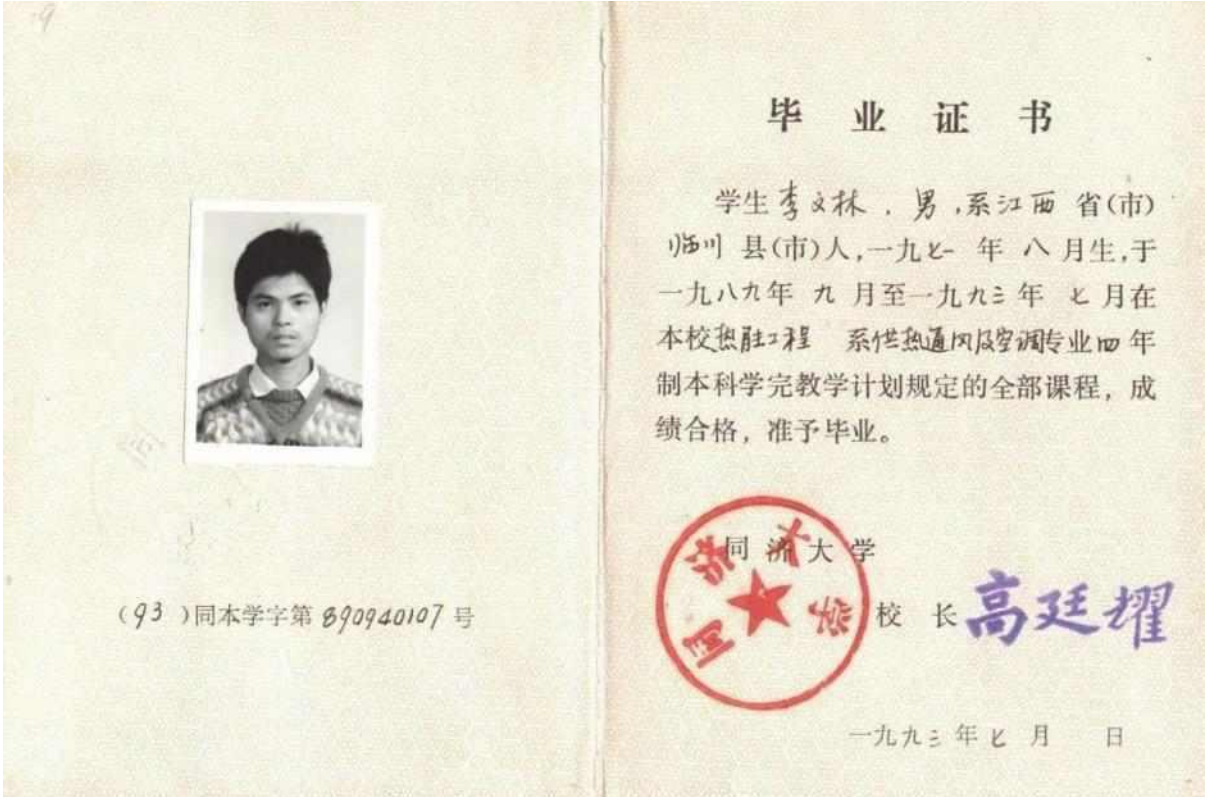 (93)同本学字第890940107号
毕业证书
学生李文林,男,系江西省(市)
临川县(市)人,一九七一年八月生,于
一九八九年九月至一九九三年七月在
本校热能工程系供热通风及空调专业四年
制本科学完教学计划规定的全部课程,成
绩合格,准予毕业。
同济大学
同济大学
校长高廷耀
一九九三年七月 日